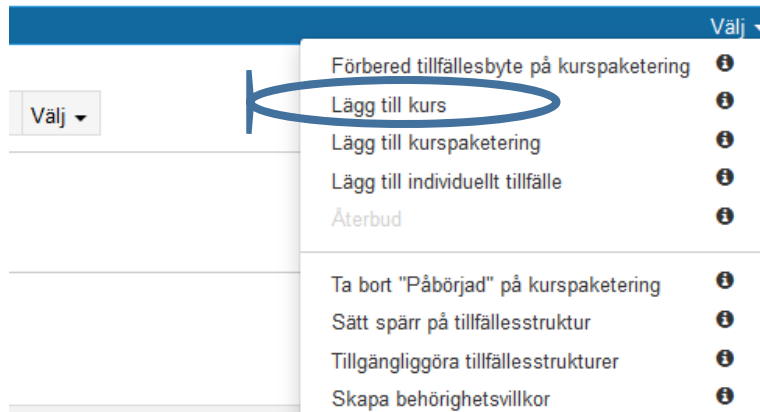 Välj
Förbered tillfällesbyte på kurspaketering
Lägg till kurs
Välj
Lägg till kurspaketering
Lägg till individuellt tillfälle
Återbud
Ta bort "Påbörjad" på kurspaketering
Sätt spärr på tillfällesstruktur
Tillgängliggöra tillfällesstrukturer
Skapa behörighetsvillkor